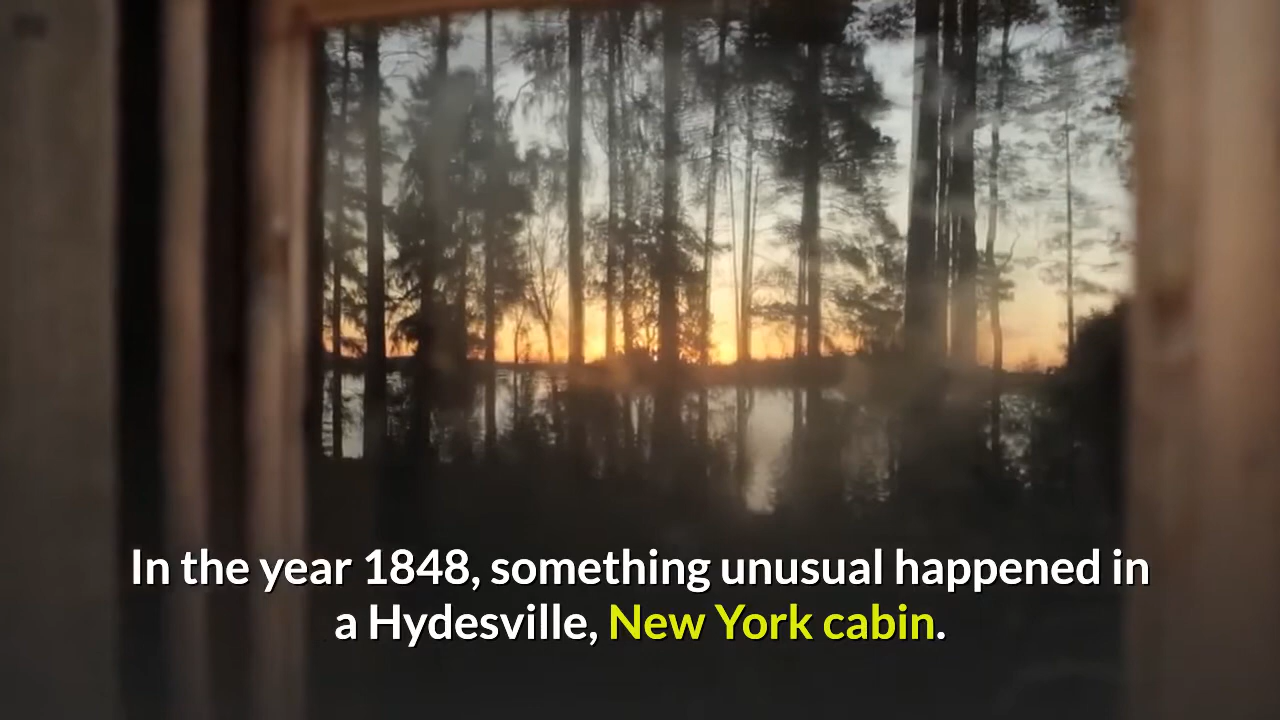 In the year 1848, something unusual happened in
a Hydesville, New York cabin.